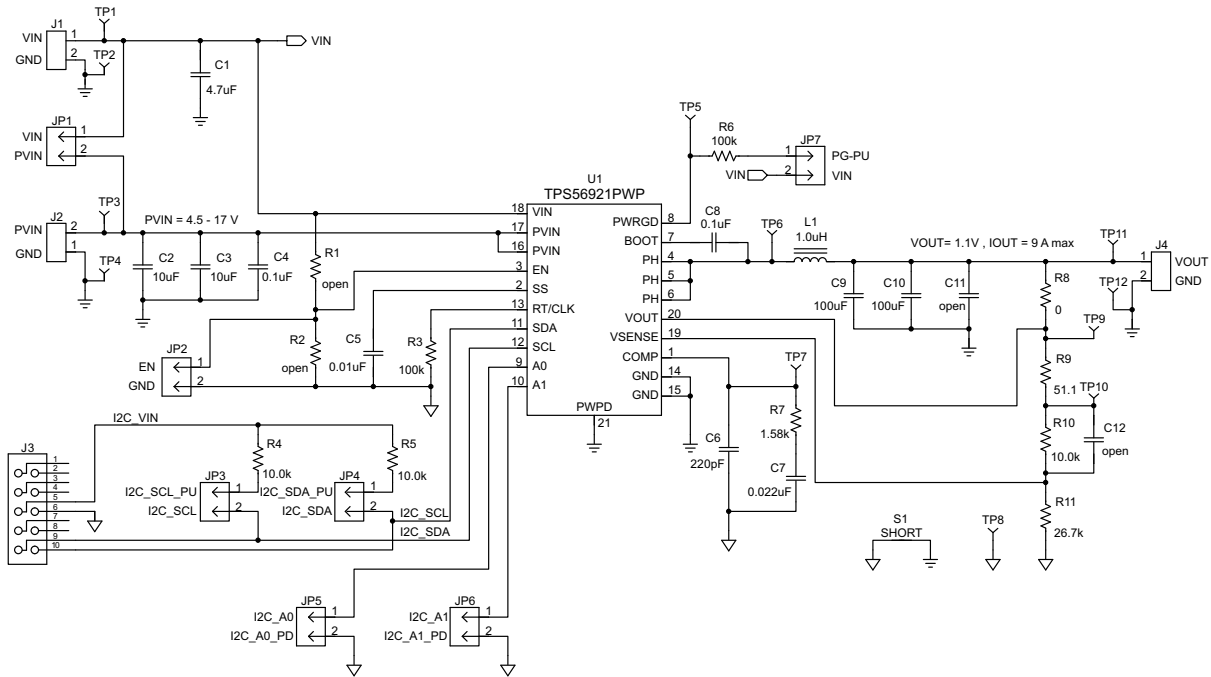 J1
TP1
VIN
1
GND
2
TP2
VIN
C1
4.7uF
JP1
VIN
1
PVIN
2
J2
TP3
PVIN = 4.5 - 17 V
PVIN
2
GND
1
TP4
C2
10uF
C3
10uF
C4
0.1uF
R1
open
R2
open
JP2
EN
1
GND
2
C5
0.01uF
R3
100k
U1
TPS56921PWP
18
VIN
17
PVIN
16
PVIN
3
EN
2
SS
13
RT/CLK
11
SDA
12
SCL
9
A0
10
A1
PWPD
21
PWRGD
8
BOOT
7
PH
4
PH
5
PH
6
VOUT
20
VSENSE
19
COMP
1
GND
14
GND
15
TP5
R6
100k
JP7
1
PG-PU
VIN
2
VIN
C8
0.1uF
TP6
L1
1.0uH
VOUT= 1.1V , IOUT = 9 A max
TP11
J4
1
VOUT
2
GND
TP12
C9
100uF
C10
100uF
C11
open
R8
0
TP9
R9
51.1
TP10
R10
10.0k
C12
open
R11
26.7k
TP7
R7
1.58k
C6
220pF
C7
0.022uF
S1
SHORT
TP8
I2C_VIN
J3
1
2
3
4
5
6
7
8
9
10
R4
10.0k
R5
10.0k
JP3
I2C_SCL_PU
1
I2C_SCL
2
JP4
I2C_SDA_PU
1
I2C_SDA
2
I2C_SCL
I2C_SDA
JP5
I2C_A0
1
I2C_A0_PD
2
JP6
I2C_A1
1
I2C_A1_PD
2